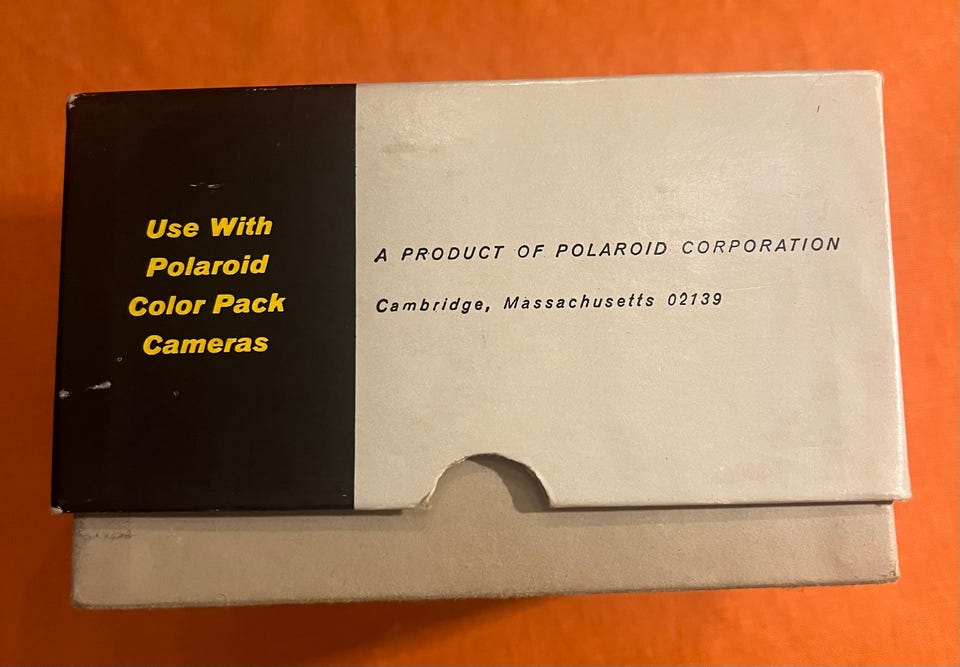 Use With
Polaroid
Color Pack
Cameras
A PRODUCT OF POLAROID CORPORATION
Cambridge, Massachusetts 02139